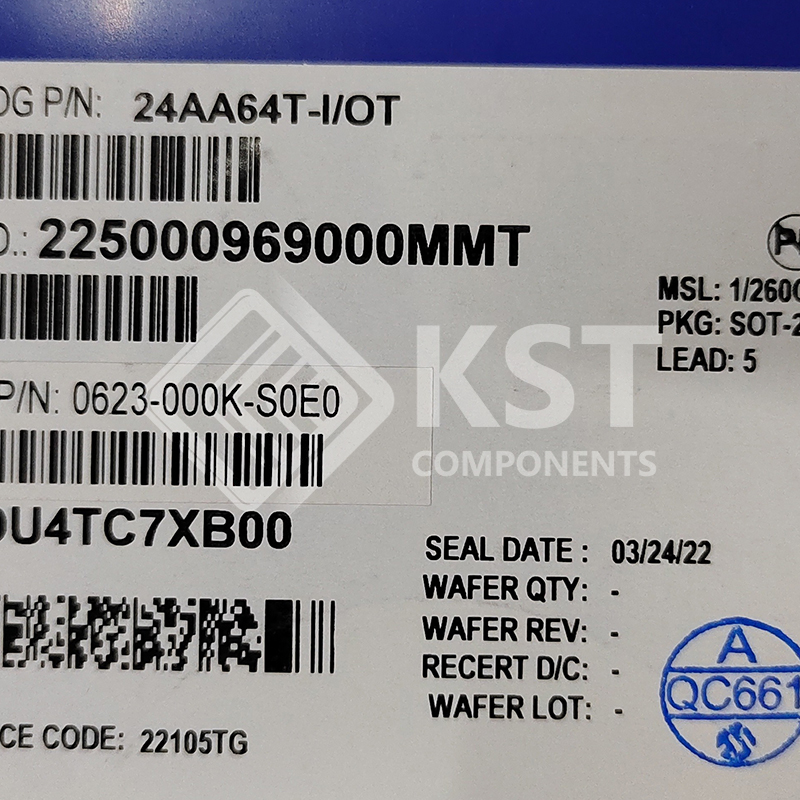 OG P/N: 24AA64T-I/OT
O.: 225000969000MMT
MSL: 1/260
PKG: SOT-2
LEAD: 5
P/N: 0623-000K-S0E0
KST
COMPONENTS
U4TC7XB00
SEAL DATE : 03/24/22
WAFER QTY: -
WAFER REV: -
RECERT D/C: -
WAFER LOT: -
A
QC661
CE CODE: 22105TG